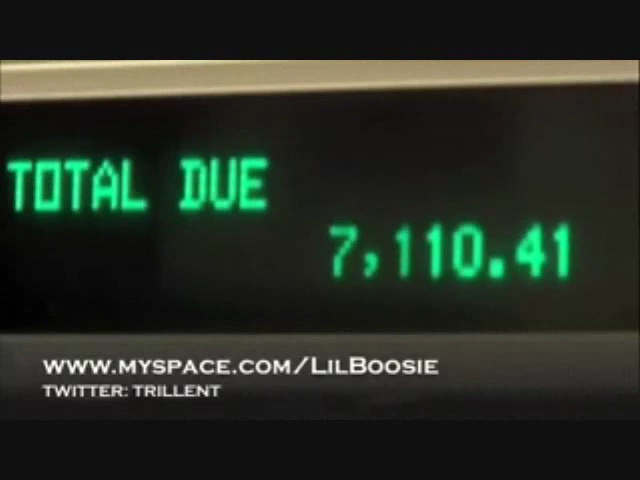 TOTAL DUE
7,110.41
WWW.MYSPACE.COM/LILBOOSIE
TWITTER: TRILLENT